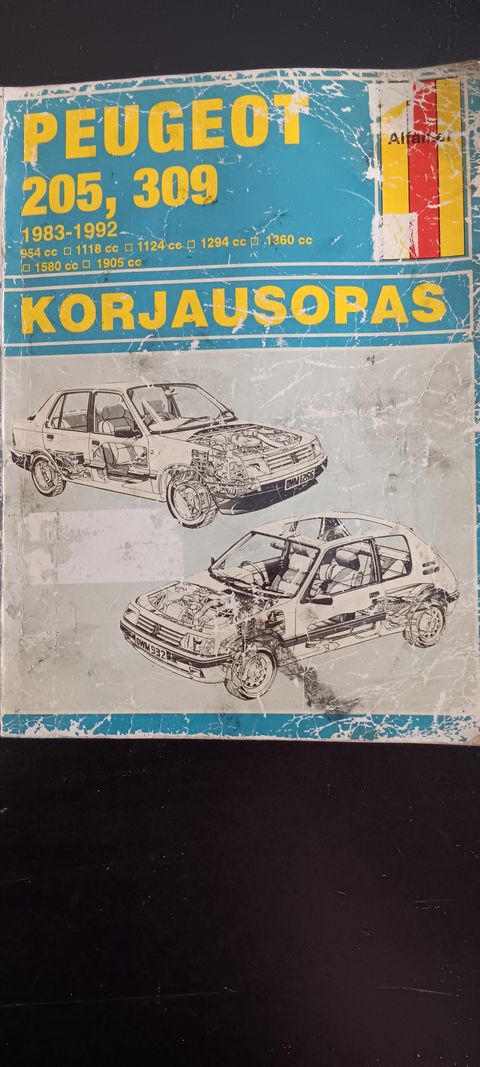 PEUGEOT
205, 309
1983-1992
954 cc □ 1118 cc □ 1124 cc □ 1294 cc □ 1360 cc
□ 1580 cc □ 1905 cc
KORJAUSOPAS